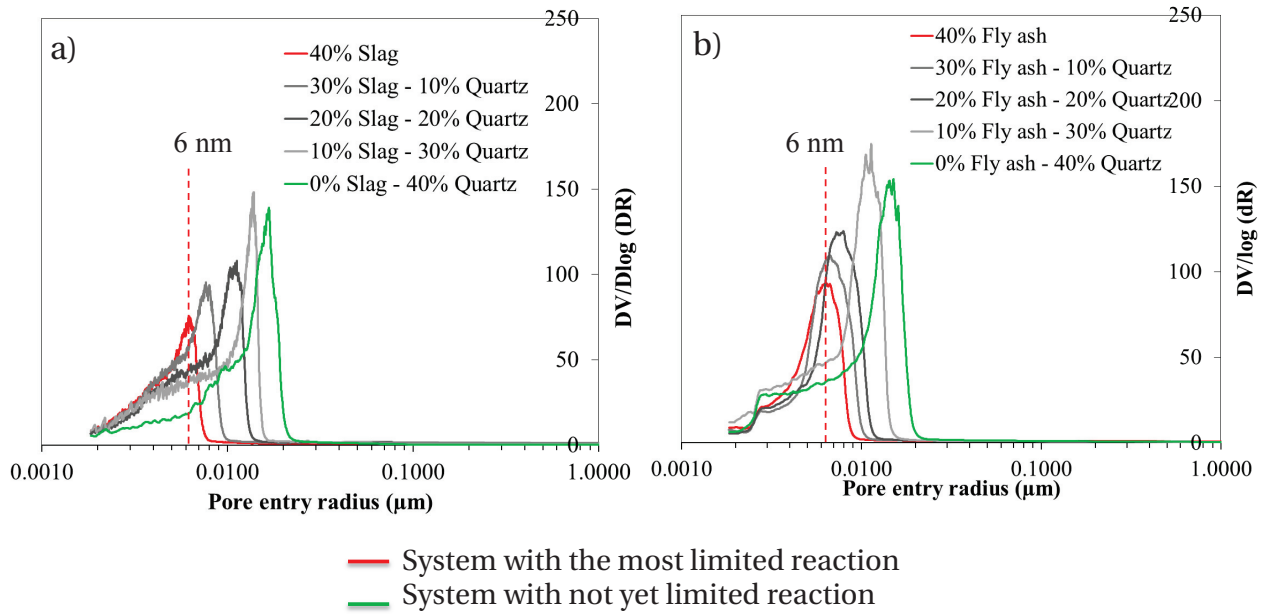 a)
250
200
150
100
50
0
40% Slag
30% Slag - 10% Quartz
20% Slag - 20% Quartz
10% Slag - 30% Quartz
0% Slag - 40% Quartz
6 nm
DV/Dlog (DR)
0.0010 0.0100 0.1000 1.0000
Pore entry radius (µm)
b)
250
200
150
100
50
0
40% Fly ash
30% Fly ash - 10% Quartz
20% Fly ash - 20% Quartz
10% Fly ash - 30% Quartz
0% Fly ash - 40% Quartz
6 nm
DV/log (dR)
0.0010 0.0100 0.1000 1.0000
Pore entry radius (µm)
System with the most limited reaction
System with not yet limited reaction